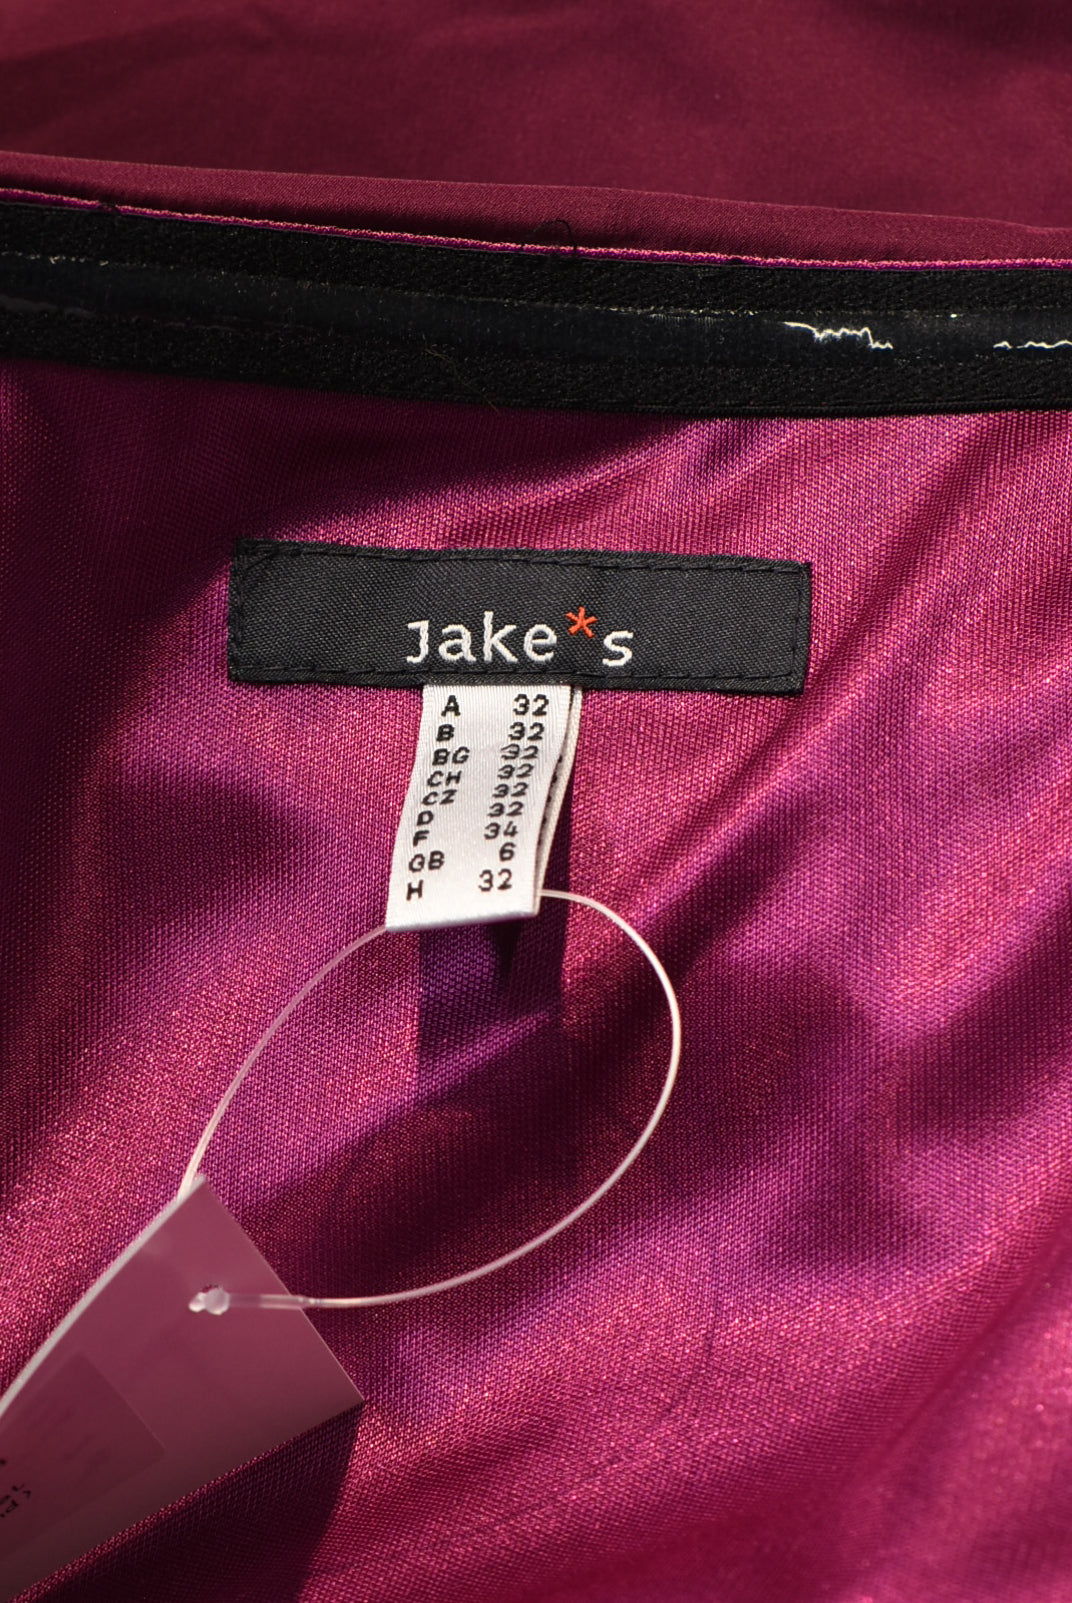 Jake*s
A 32
B 32
BG 32
CH 32
CZ 32
D 32
F 34
GB 6
H 32